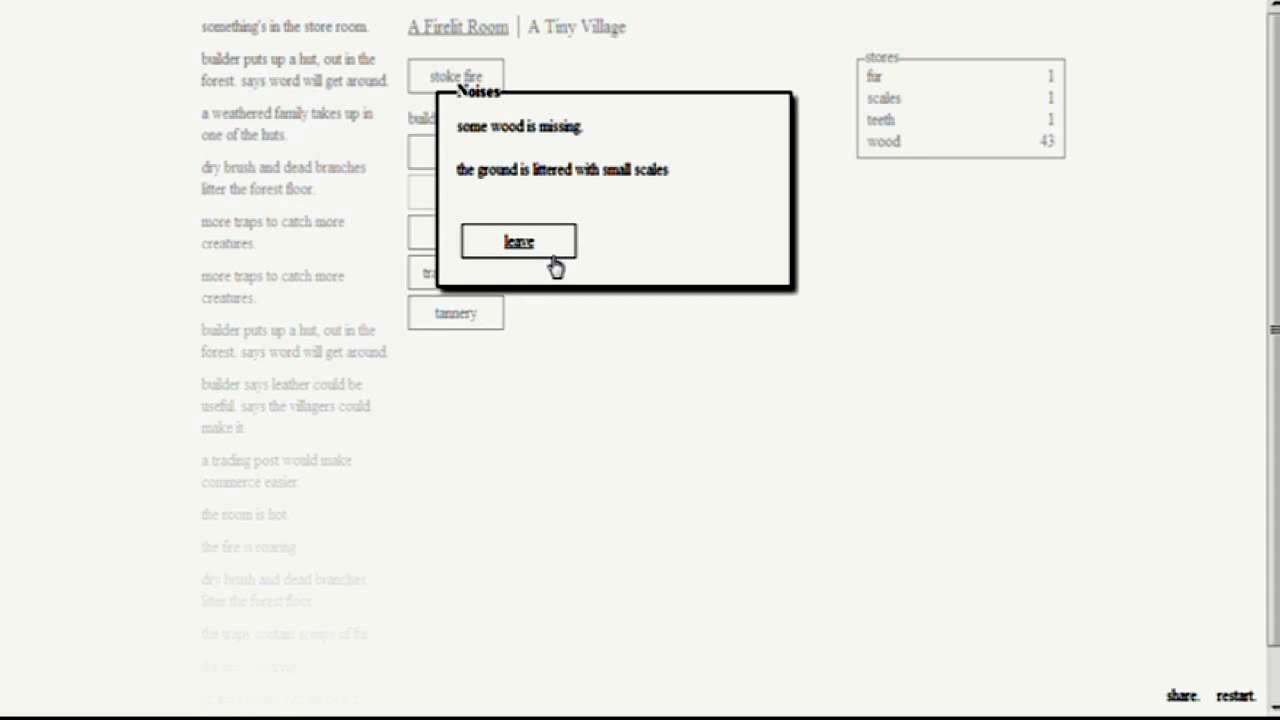 something's in the store room.
builder puts up a hut, out in the
forest. says word will get around.
a weathered family takes up in
one of the huts.
dry brush and dead branches
litter the forest floor.
more traps to catch more
creatures.
more traps to catch more
creatures.
builder puts up a hut, out in the
forest. says word will get around.
builder says leather could be
useful. says the villagers could
make it.
a trading post would make
commerce easier.
the room is hot.
the fire is roaring.
dry brush and dead branches
litter the forest floor.
the traps contain scraps of fur
A Firelit Room | A Tiny Village
stoke fire
build
tra
tannery
Noises
some wood is missing.
the ground is littered with small scales
leave
stores
fur 1
scales 1
teeth 1
wood 43
share. restart.